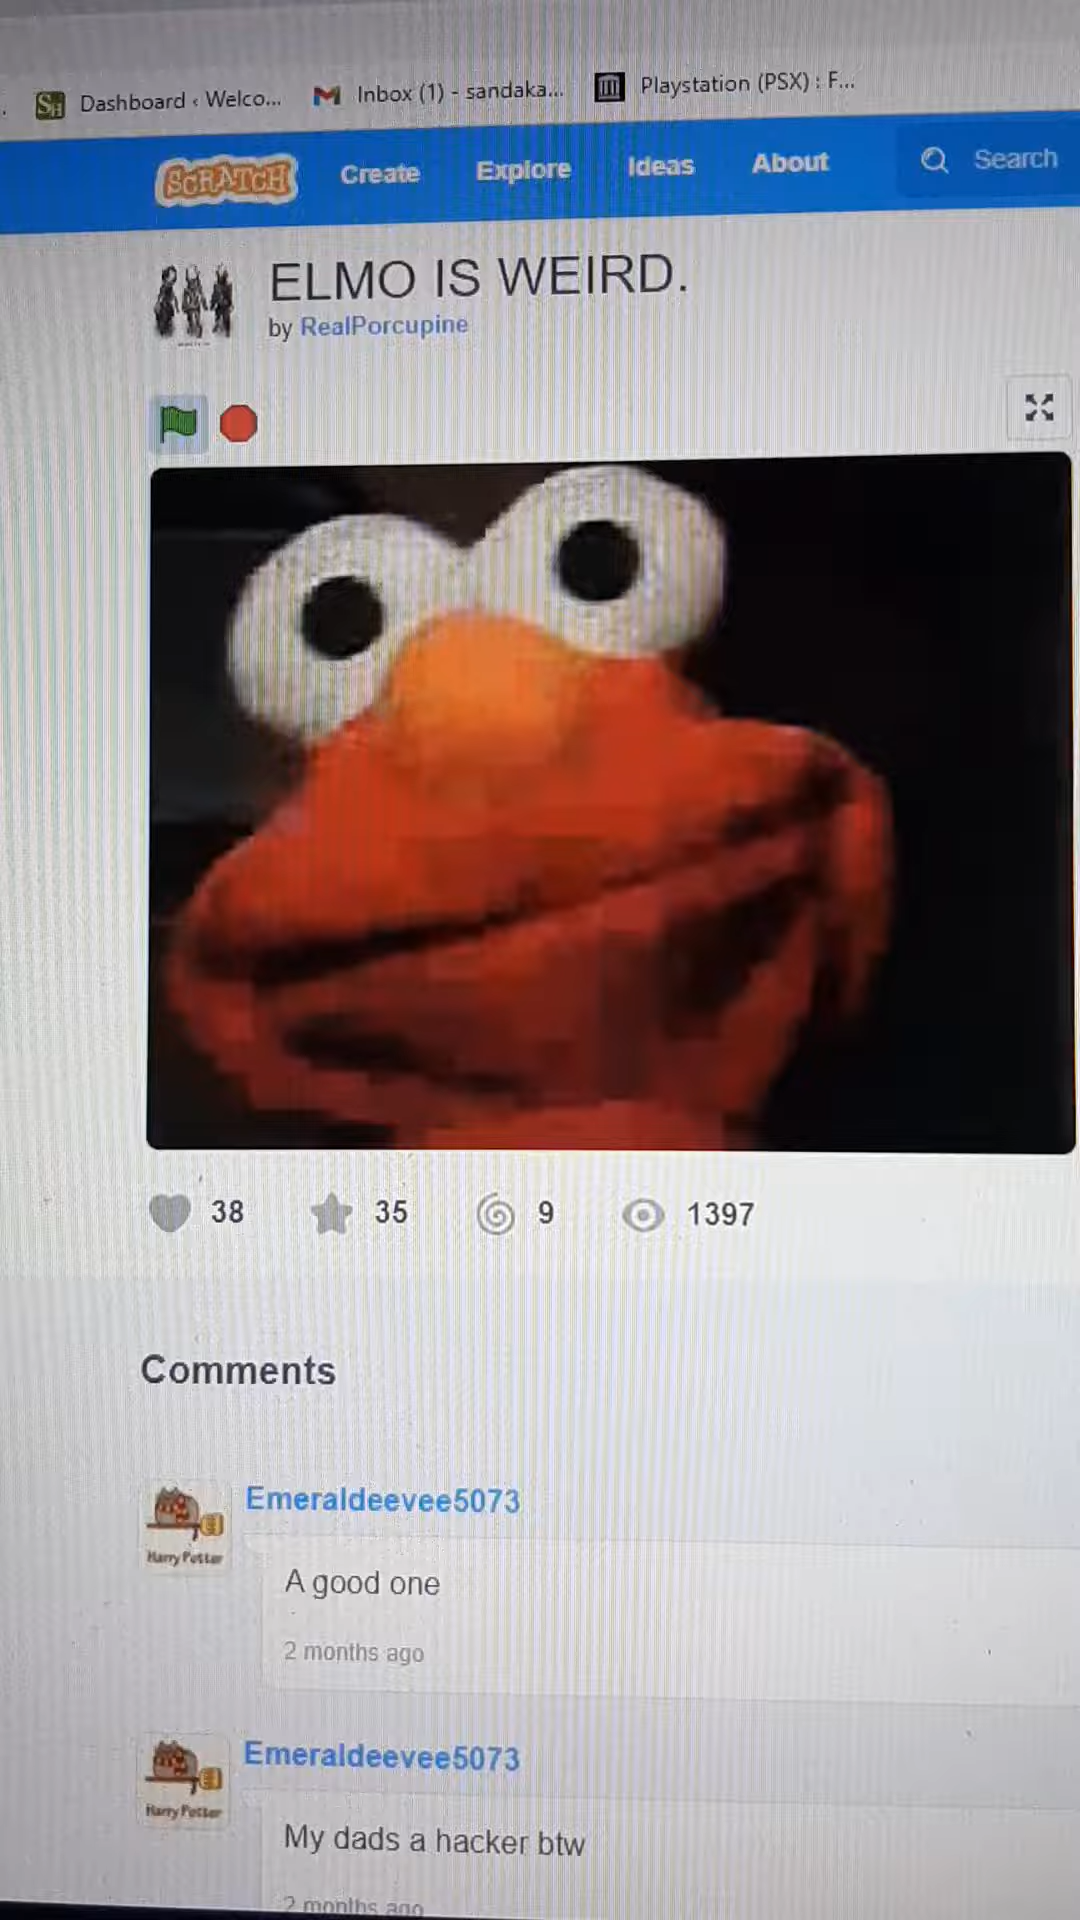 Dashboard ‹ Welco...
Inbox (1) - sandaka...
Playstation (PSX) : F...
SCRATCH
Create
Explore
Ideas
About
Search
ELMO IS WEIRD.
by RealPorcupine
38
35
9
1397
Comments
Emeraldeevee5073
Harry Potter
A good one
2 months ago
Emeraldeevee5073
Harry Potter
My dads a hacker btw
2 months ago